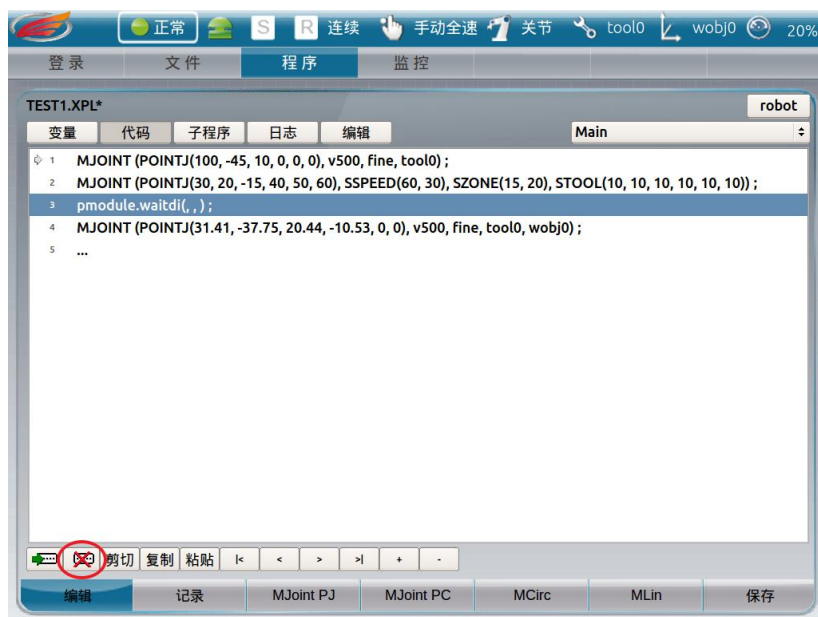 正常 S R 连续 手动全速 关节 tool0 wobj0 20%
登录 文件 程序 监控
TEST1.XPL* robot
变量 代码 子程序 日志 编辑 Main
1 MJOINT (POINTJ(100, -45, 10, 0, 0, 0), v500, fine, tool0) ;
2 MJOINT (POINTJ(30, 20, -15, 40, 50, 60), SSPEED(60, 30), SZONE(15, 20), STOOL(10, 10, 10, 10, 10, 10)) ;
3 pmodule.waitdi(, , ) ;
4 MJOINT (POINTJ(31.41, -37.75, 20.44, -10.53, 0, 0), v500, fine, tool0, wobj0) ;
5 ...
剪切 复制 粘贴 |< < > >| + -
编辑 记录 MJoint PJ MJoint PC MCirc MLin 保存